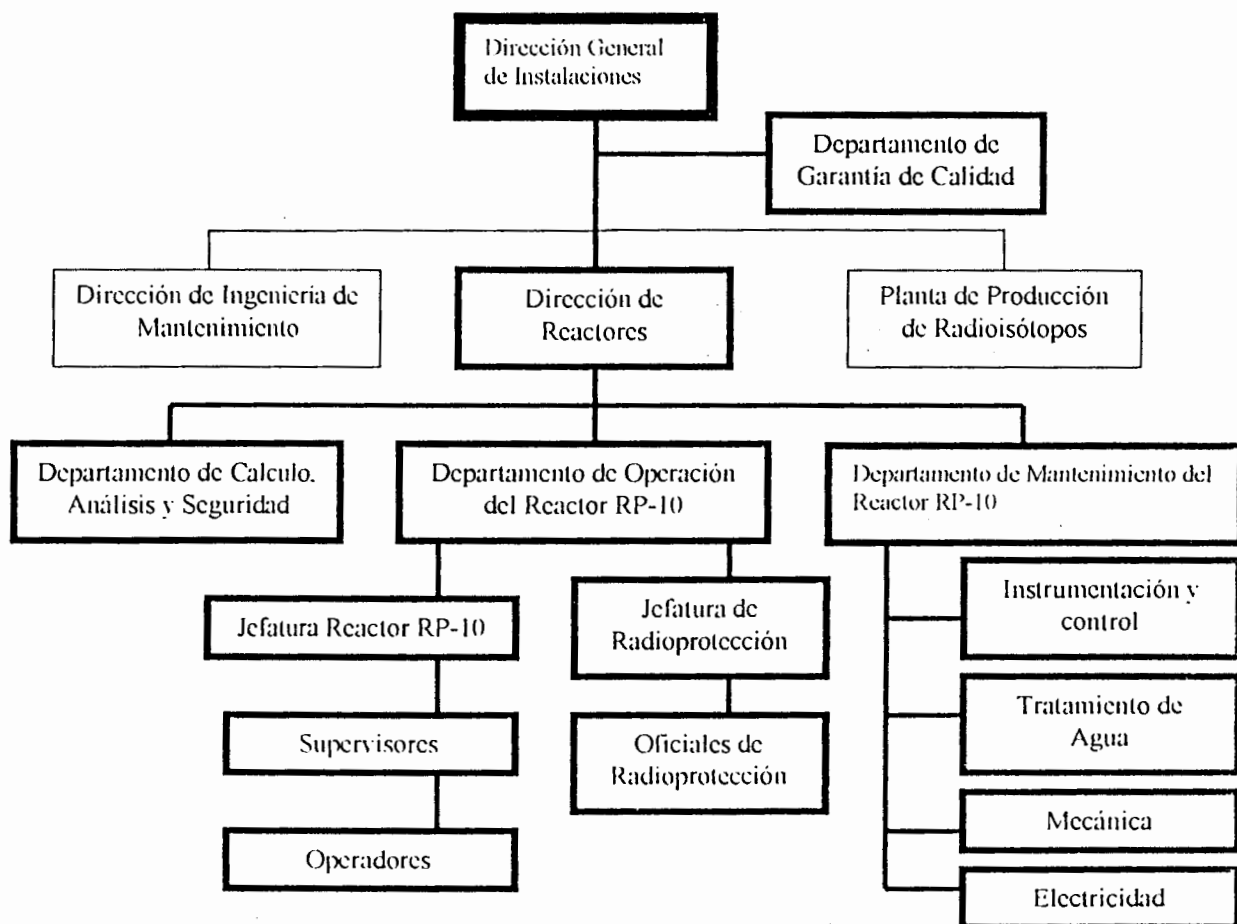 Dirección General
de Instalaciones
Departamento de
Garantía de Calidad
Dirección de Ingeniería de
Mantenimiento
Dirección de
Reactores
Planta de Producción
de Radioisótopos
Departamento de Calculo.
Análisis y Seguridad
Departamento de Operación
del Reactor RP-10
Departamento de Mantenimiento del
Reactor RP-10
Jefatura Reactor RP-10
Jefatura de
Radioprotección
Instrumentación y
control
Supervisores
Oficiales de
Radioprotección
Tratamiento de
Agua
Operadores
Mecánica
Electricidad